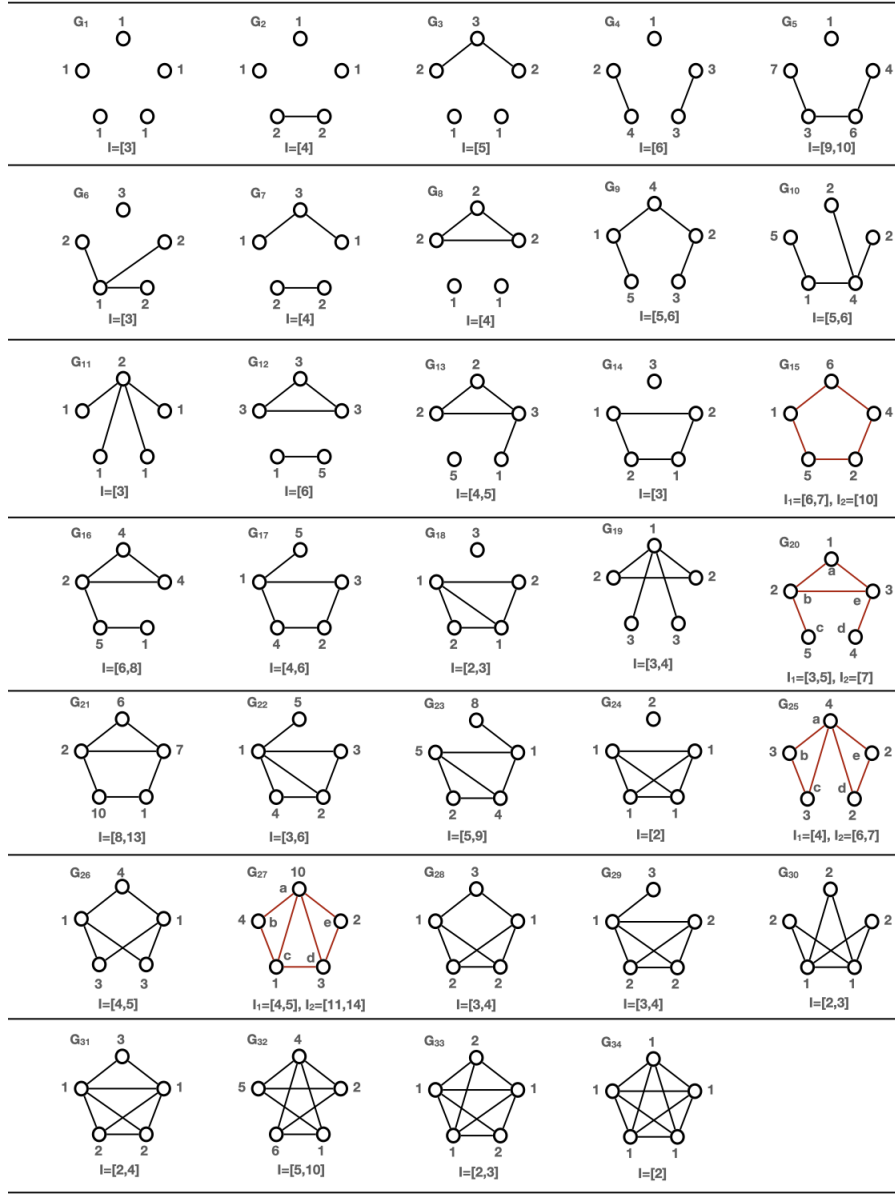 G₁ 1 G₂ 1 G₃ 3 G₄ 1 G₅ 1
1 1 1 1 2 2 2 3 7 4
1 1 2 2 1 1 4 3 3 6
I=[3] I=[4] I=[5] I=[6] I=[9,10]
G₆ 3 G₇ 3 G₈ 2 G₉ 4 G₁₀ 2
2 2 1 1 2 2 1 2 5 2
1 2 2 2 1 1 5 3 1 4
I=[3] I=[4] I=[4] I=[5,6] I=[5,6]
G₁₁ 2 G₁₂ 3 G₁₃ 2 G₁₄ 3 G₁₅ 6
1 1 3 3 2 3 1 2 1 4
1 1 1 5 5 1 2 1 5 2
I=[3] I=[6] I=[4,5] I=[3] I₁=[6,7], I₂=[10]
G₁₆ 4 G₁₇ 5 G₁₈ 3 G₁₉ 1 G₂₀ 1
a
2 4 1 3 1 2 2 2 2 b e 3
5 1 4 2 2 1 3 3 5 c d 4
I=[6,8] I=[4,6] I=[2,3] I=[3,4] I₁=[3,5], I₂=[7]
G₂₁ 6 G₂₂ 5 G₂₃ 8 G₂₄ 2 G₂₅ 4
a
2 7 1 3 5 1 1 1 3 b e 2
10 1 4 2 2 4 1 1 3 c d 2
I=[8,13] I=[3,6] I=[5,9] I=[2] I₁=[4], I₂=[6,7]
G₂₆ 4 G₂₇ 10 G₂₈ 3 G₂₉ 3 G₃₀ 2
a
1 1 4 b e 2 1 1 1 2 2 2
3 3 1 c d 3 2 2 2 2 1 1
I=[4,5] I₁=[4,5], I₂=[11,14] I=[3,4] I=[3,4] I=[2,3]
G₃₁ 3 G₃₂ 4 G₃₃ 2 G₃₄ 1
1 1 5 2 1 1 1 1
2 2 6 1 1 2 1 1
I=[2,4] I=[5,10] I=[2,3] I=[2]